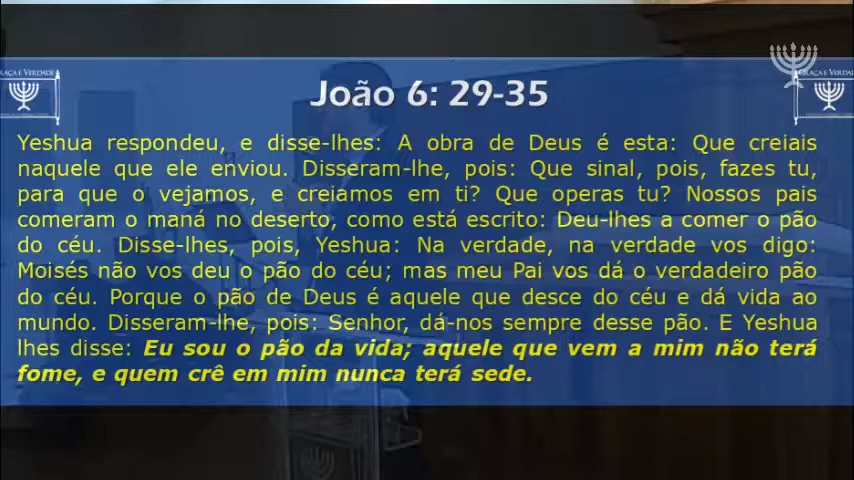 João 6: 29-35
RAÇA E VERDADE
GRAÇA E VERDAD
Yeshua respondeu, e disse-lhes: A obra de Deus é esta: Que creiais
naquele que ele enviou. Disseram-lhe, pois: Que sinal, pois, fazes tu,
para que o vejamos, e creiamos em ti? Que operas tu? Nossos pais
comeram o maná no deserto, como está escrito: Deu-lhes a comer o pão
do céu. Disse-lhes, pois, Yeshua: Na verdade, na verdade vos digo:
Moisés não vos deu o pão do céu; mas meu Pai vos dá o verdadeiro pão
do céu. Porque o pão de Deus é aquele que desce do céu e dá vida ao
mundo. Disseram-lhe, pois: Senhor, dá-nos sempre desse pão. E Yeshua
lhes disse: Eu sou o pão da vida; aquele que vem a mim não terá
fome, e quem crê em mim nunca terá sede.